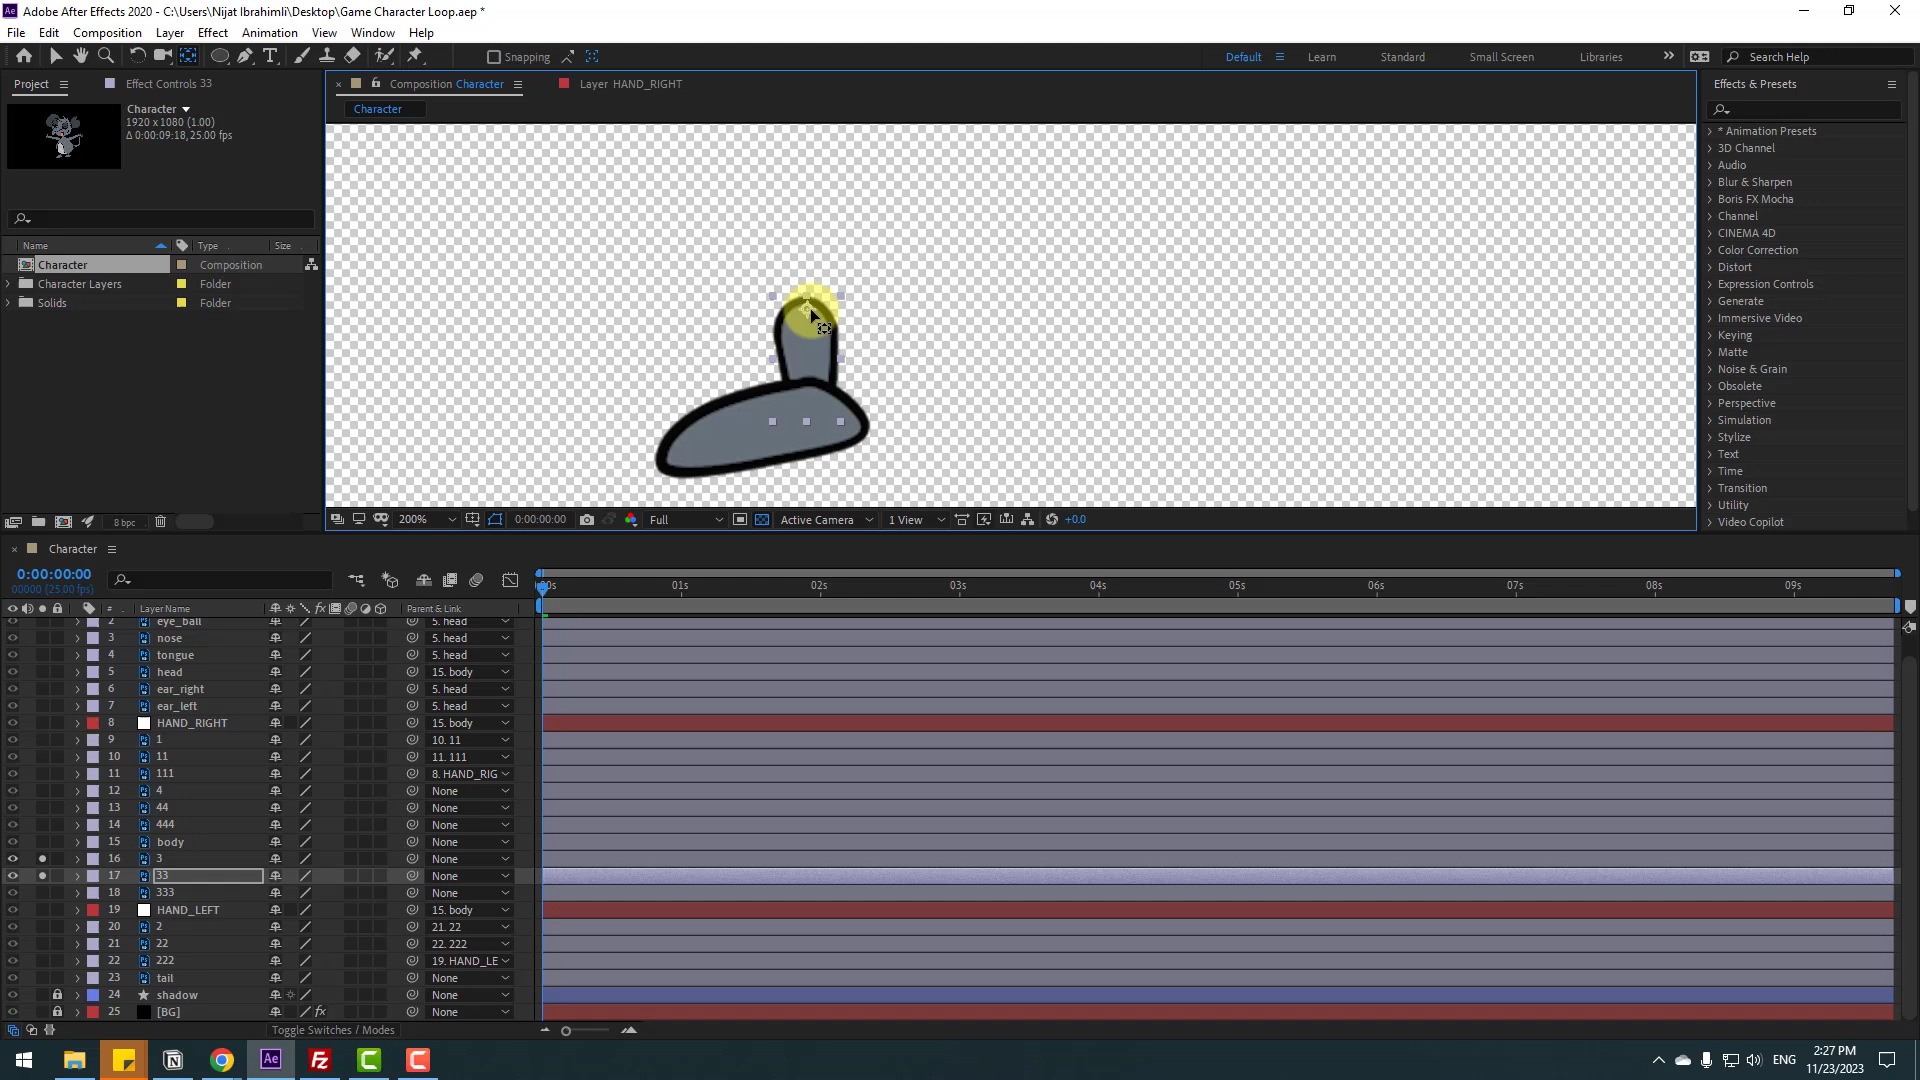 Adobe After Effects 2020 - C:\Users\Nijat Ibrahimli\Desktop\Game Character Loop.aep *
File Edit Composition Layer Effect Animation View Window Help
Snapping Default Learn Standard Small Screen Libraries Search Help
Project Effect Controls 33 Composition Character Layer HAND_RIGHT Effects & Presets
Character
Character
1920 x 1080 (1.00)
Δ 0:00:09:18, 25.00 fps
Name Type Size
Character Composition
Character Layers Folder
Solids Folder
* Animation Presets
3D Channel
Audio
Blur & Sharpen
Boris FX Mocha
Channel
CINEMA 4D
Color Correction
Distort
Expression Controls
Generate
Immersive Video
Keying
Matte
Noise & Grain
Obsolete
Perspective
Simulation
Stylize
Text
Time
Transition
Utility
Video Copilot
8 bpc 200% 0:00:00:00 Full Active Camera 1 View +0.0
Character
0:00:00:00
00000 (25.00 fps)
01s 02s 03s 04s 05s 06s 07s 08s 09s
# Layer Name Parent & Link
2 eye_ball 5. head
3 nose 5. head
4 tongue 5. head
5 head 15. body
6 ear_right 5. head
7 ear_left 5. head
8 HAND_RIGHT 15. body
9 1 10. 11
10 11 11. 111
11 111 8. HAND_RIG
12 4 None
13 44 None
14 444 None
15 body None
16 3 None
17 33 None
18 333 None
19 HAND_LEFT 15. body
20 2 21. 22
21 22 22. 222
22 222 19. HAND_LE
23 tail None
24 shadow None
25 [BG] None
Toggle Switches / Modes
ENG 2:27 PM
11/23/2023